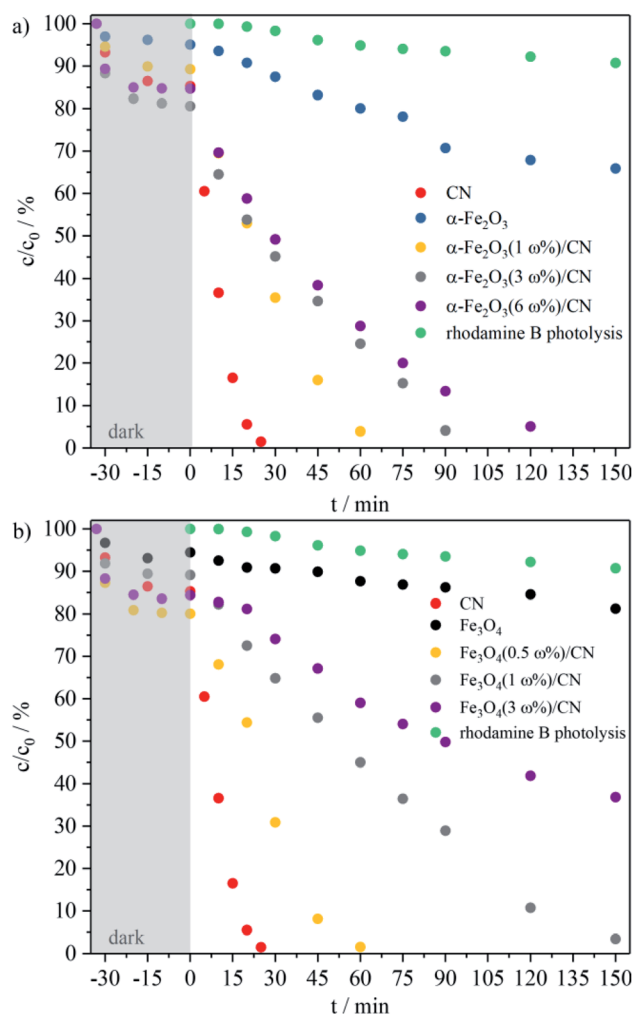 a)
100
90
80
70
60
50
40
30
20
10
0
c/c₀ / %
CN
α-Fe₂O₃
α-Fe₂O₃(1 ω%)/CN
α-Fe₂O₃(3 ω%)/CN
α-Fe₂O₃(6 ω%)/CN
rhodamine B photolysis
dark
-30 -15 0 15 30 45 60 75 90 105 120 135 150
t / min
b)
100
90
80
70
60
50
40
30
20
10
0
c/c₀ / %
CN
Fe₃O₄
Fe₃O₄(0.5 ω%)/CN
Fe₃O₄(1 ω%)/CN
Fe₃O₄(3 ω%)/CN
rhodamine B photolysis
dark
-30 -15 0 15 30 45 60 75 90 105 120 135 150
t / min